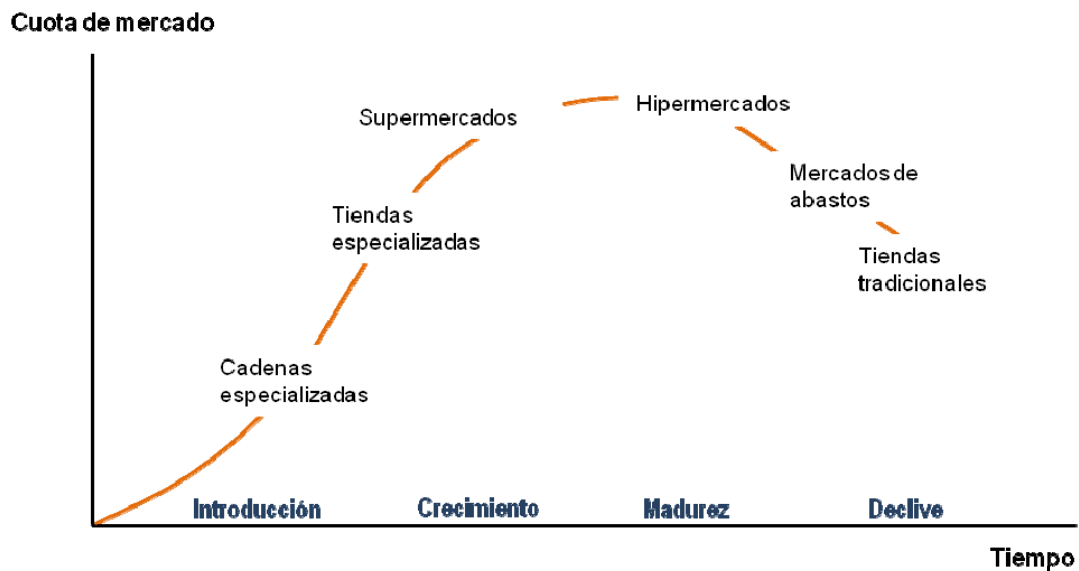 Cuota de mercado
Supermercados
Hipermercados
Mercados de
abastos
Tiendas
especializadas
Tiendas
tradicionales
Cadenas
especializadas
Introducción
Crecimiento
Madurez
Declive
Tiempo